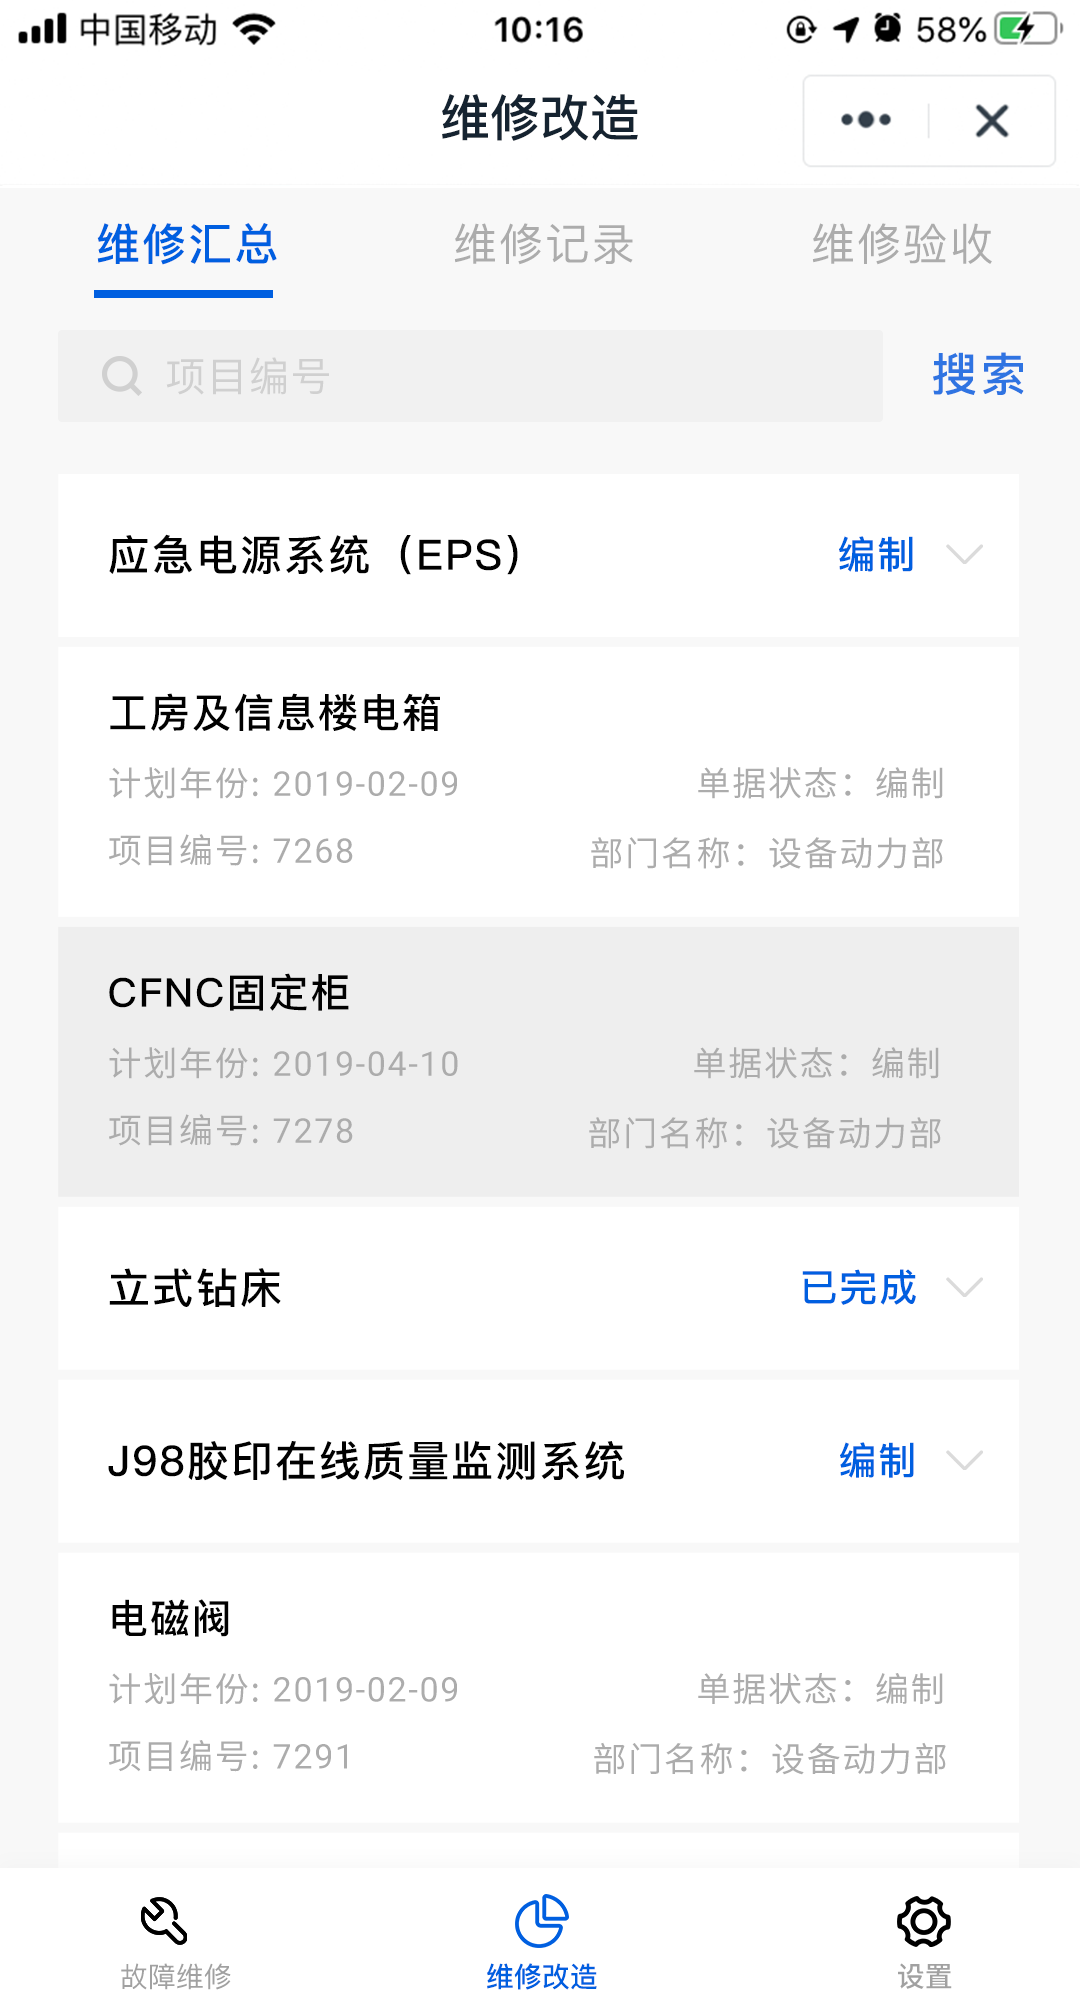 中国移动 10:16 58%
维修改造
维修汇总 维修记录 维修验收
项目编号 搜索
应急电源系统（EPS） 编制
工房及信息楼电箱
计划年份: 2019-02-09 单据状态：编制
项目编号: 7268 部门名称：设备动力部
CFNC固定柜
计划年份: 2019-04-10 单据状态：编制
项目编号: 7278 部门名称：设备动力部
立式钻床 已完成
J98胶印在线质量监测系统 编制
电磁阀
计划年份: 2019-02-09 单据状态：编制
项目编号: 7291 部门名称：设备动力部
故障维修 维修改造 设置